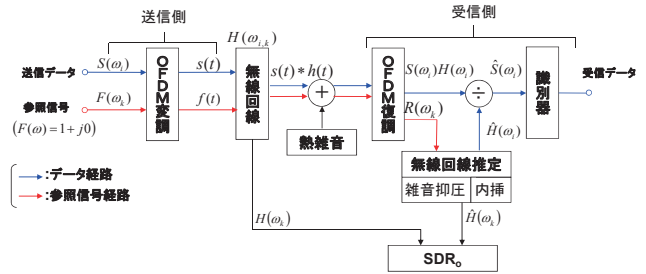 送信側
受信側
H(ω_{i,k})
S(ω_i)
s(t)
s(t)*h(t)
S(ω_i)H(ω_i)
Ŝ(ω_i)
送信データ
受信データ
OFDM変調
無線回線
+
OFDM復調
÷
識別器
参照信号
F(ω_k)
f(t)
R(ω_k)
(F(ω)=1+j0)
熱雑音
Ĥ(ω_i)
無線回線推定
雑音抑圧
内挿
:データ経路
:参照信号経路
H(ω_k)
Ĥ(ω_k)
SDR₀